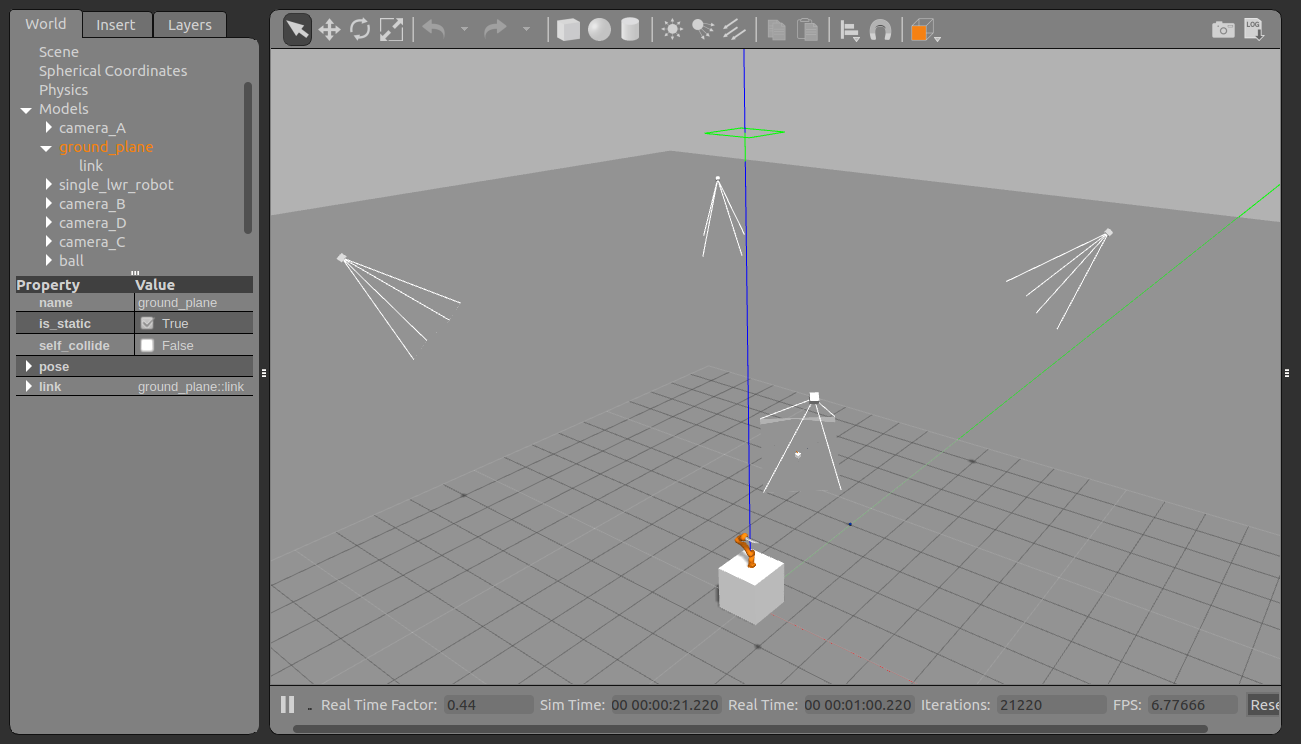 World Insert Layers
LOG
Scene
Spherical Coordinates
Physics
Models
camera_A
ground_plane
link
single_lwr_robot
camera_B
camera_D
camera_C
ball
Property Value
name ground_plane
is_static True
self_collide False
pose
link ground_plane::link
Real Time Factor: 0.44 Sim Time: 00 00:00:21.220 Real Time: 00 00:01:00.220 Iterations: 21220 FPS: 6.77666 Rese